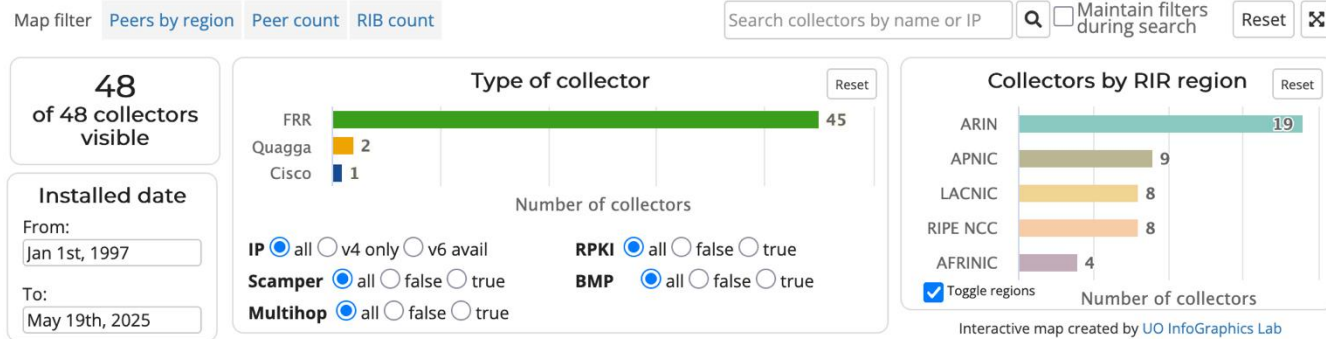 Map filter Peers by region Peer count RIB count Search collectors by name or IP Maintain filters during search Reset
48
of 48 collectors
visible
Installed date
From:
Jan 1st, 1997
To:
May 19th, 2025
Type of collector
Reset
FRR 45
Quagga 2
Cisco 1
Number of collectors
IP all v4 only v6 avail RPKI all false true
Scamper all false true BMP all false true
Multihop all false true
Collectors by RIR region
Reset
ARIN 19
APNIC 9
LACNIC 8
RIPE NCC 8
AFRINIC 4
Toggle regions Number of collectors
Interactive map created by UO InfoGraphics Lab